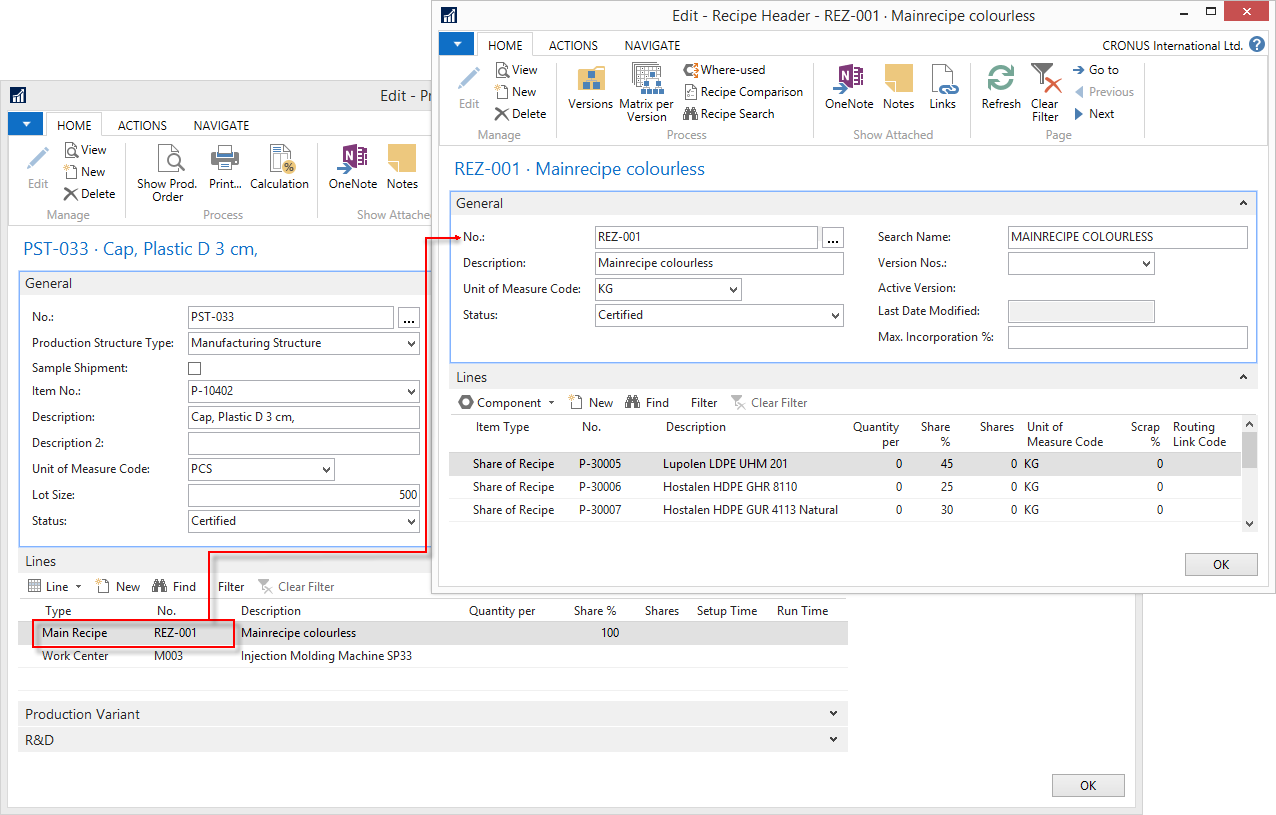 Edit - Recipe Header - REZ-001 · Mainrecipe colourless
HOME ACTIONS NAVIGATE
CRONUS International Ltd.
Edit
View
New
Delete
Manage
Versions
Matrix per
Version
Where-used
Recipe Comparison
Recipe Search
Process
OneNote
Notes
Links
Show Attached
Refresh
Clear
Filter
Go to
Previous
Next
Page
REZ-001 · Mainrecipe colourless
General
No.: REZ-001 ...
Description: Mainrecipe colourless
Unit of Measure Code: KG
Status: Certified
Search Name: MAINRECIPE COLOURLESS
Version Nos.:
Active Version:
Last Date Modified:
Max. Incorporation %:
Lines
Component New Find Filter Clear Filter
Item Type No. Description Quantity per Share % Shares Unit of Measure Code Scrap % Routing Link Code
Share of Recipe P-30005 Lupolen LDPE UHM 201 0 45 0 KG 0
Share of Recipe P-30006 Hostalen HDPE GHR 8110 0 25 0 KG 0
Share of Recipe P-30007 Hostalen HDPE GUR 4113 Natural 0 30 0 KG 0
OK
Edit - Pr
HOME ACTIONS NAVIGATE
Edit
View
New
Delete
Manage
Show Prod.
Order
Print...
Calculation
Process
OneNote
Notes
Show Attached
PST-033 · Cap, Plastic D 3 cm,
General
No.: PST-033 ...
Production Structure Type: Manufacturing Structure
Sample Shipment:
Item No.: P-10402
Description: Cap, Plastic D 3 cm,
Description 2:
Unit of Measure Code: PCS
Lot Size: 500
Status: Certified
Lines
Line New Find Filter Clear Filter
Type No. Description Quantity per Share % Shares Setup Time Run Time
Main Recipe REZ-001 Mainrecipe colourless 100
Work Center M003 Injection Molding Machine SP33
Production Variant
R&D
OK